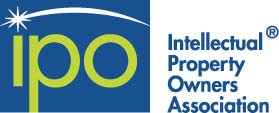 ipo
Intellectual®
Property
Owners
Association